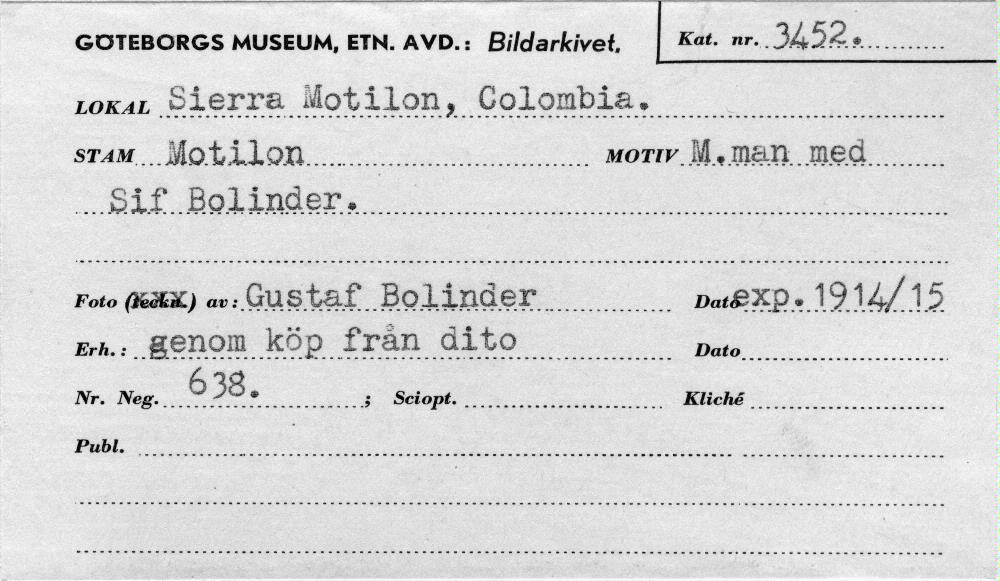 GÖTEBORGS MUSEUM, ETN. AVD.: Bildarkivet. Kat. nr. 3452.
LOKAL Sierra Motilon, Colombia.
STAM Motilon MOTIV M.man med
Sif Bolinder.
Foto (teckn.) av: Gustaf Bolinder Dato exp. 1914/15
Erh.: genom köp från dito Dato
Nr. Neg. 638. ; Sciopt. Kliché
Publ.